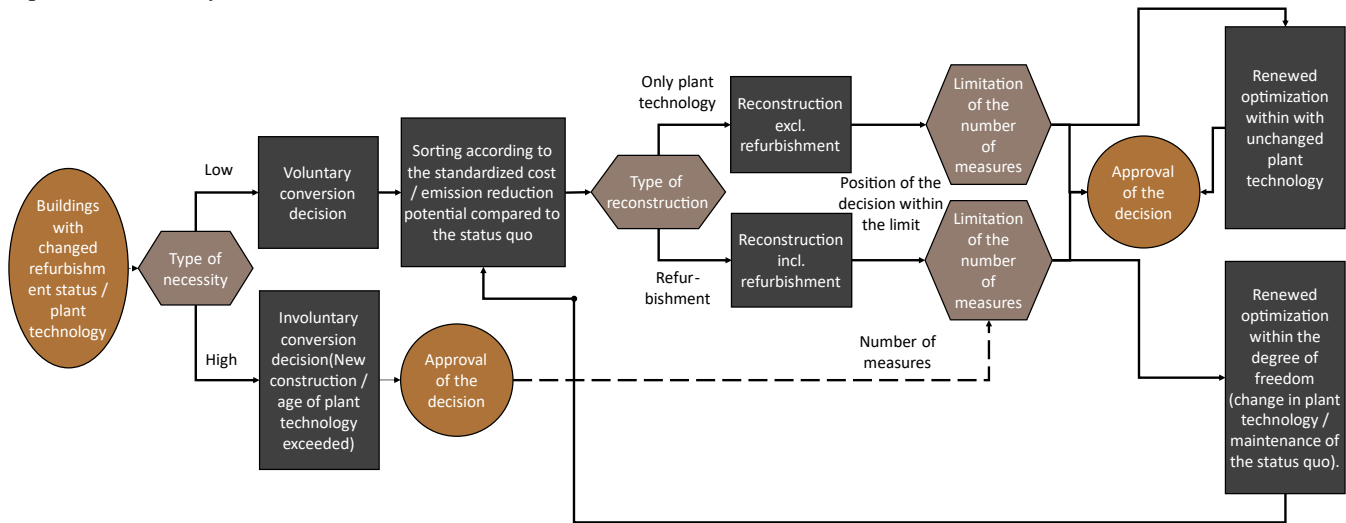 Buildings
with
changed
refurbishm
ent status /
plant
technology
Type of
necessity
Low
High
Voluntary
conversion
decision
Involuntary
conversion
decision(New
construction /
age of plant
technology
exceeded)
Approval
of the
decision
Sorting according to
the standardized cost
/ emission reduction
potential compared to
the status quo
Type of
reconstruction
Only plant
technology
Refur-
bishment
Reconstruction
excl.
refurbishment
Reconstruction
incl.
refurbishment
Limitation
of the
number
of
measures
Position of the
decision within
the limit
Limitation
of the
number
of
measures
Number of
measures
Approval
of the
decision
Renewed
optimization
within with
unchanged
plant
technology
Renewed
optimization
within the
degree of
freedom
(change in plant
technology /
maintenance of
the status quo).